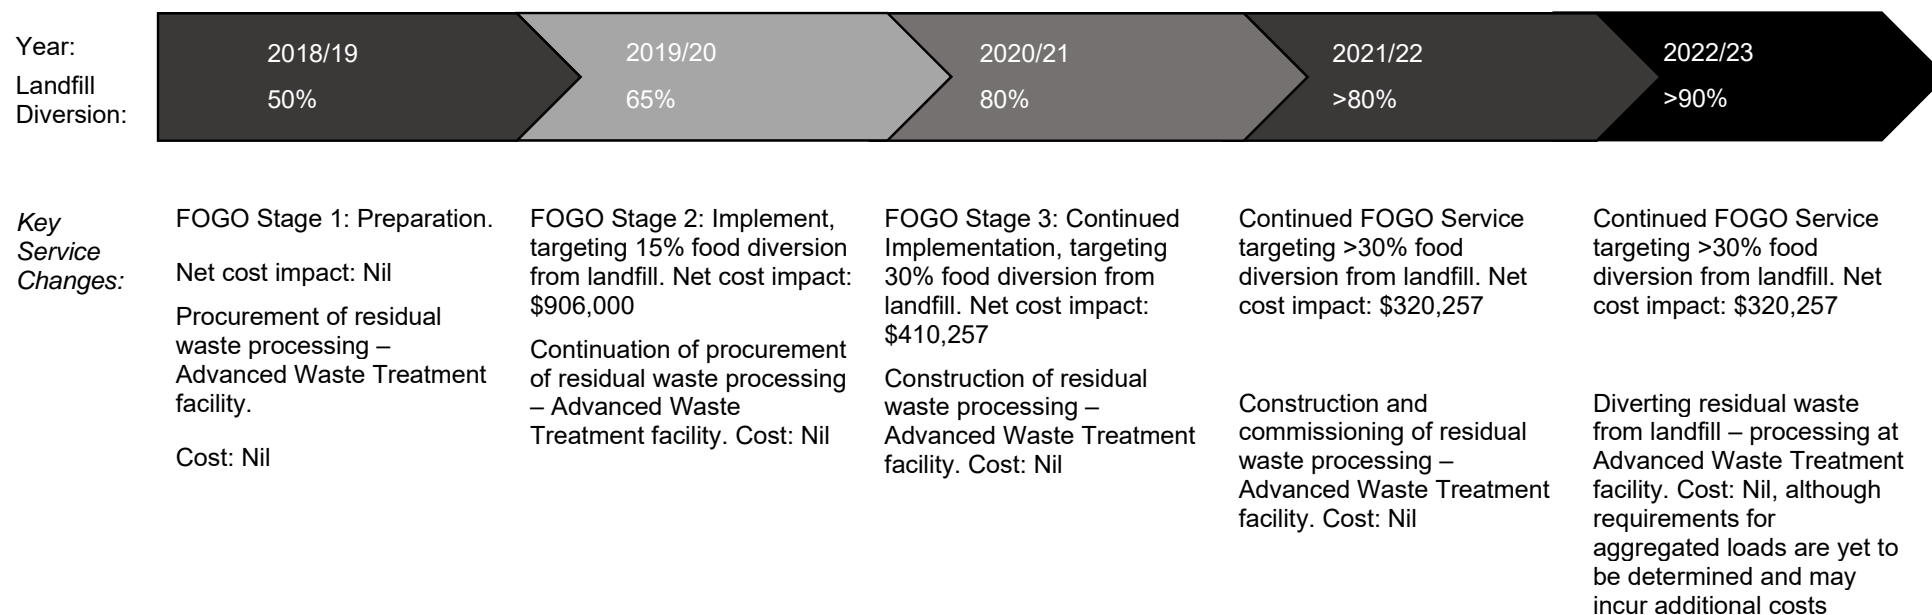 Year:
2018/19
2019/20
2020/21
2021/22
2022/23
Landfill
Diversion:
50%
65%
80%
>80%
>90%
Key
Service
Changes:
FOGO Stage 1: Preparation.
Net cost impact: Nil
Procurement of residual
waste processing –
Advanced Waste Treatment
facility.
Cost: Nil
FOGO Stage 2: Implement,
targeting 15% food diversion
from landfill. Net cost impact:
$906,000
Continuation of procurement
of residual waste processing
– Advanced Waste
Treatment facility. Cost: Nil
FOGO Stage 3: Continued
Implementation, targeting
30% food diversion from
landfill. Net cost impact:
$410,257
Construction of residual
waste processing –
Advanced Waste Treatment
facility. Cost: Nil
Continued FOGO Service
targeting >30% food
diversion from landfill. Net
cost impact: $320,257
Construction and
commissioning of residual
waste processing –
Advanced Waste Treatment
facility. Cost: Nil
Continued FOGO Service
targeting >30% food
diversion from landfill. Net
cost impact: $320,257
Diverting residual waste
from landfill – processing at
Advanced Waste Treatment
facility. Cost: Nil, although
requirements for
aggregated loads are yet to
be determined and may
incur additional costs